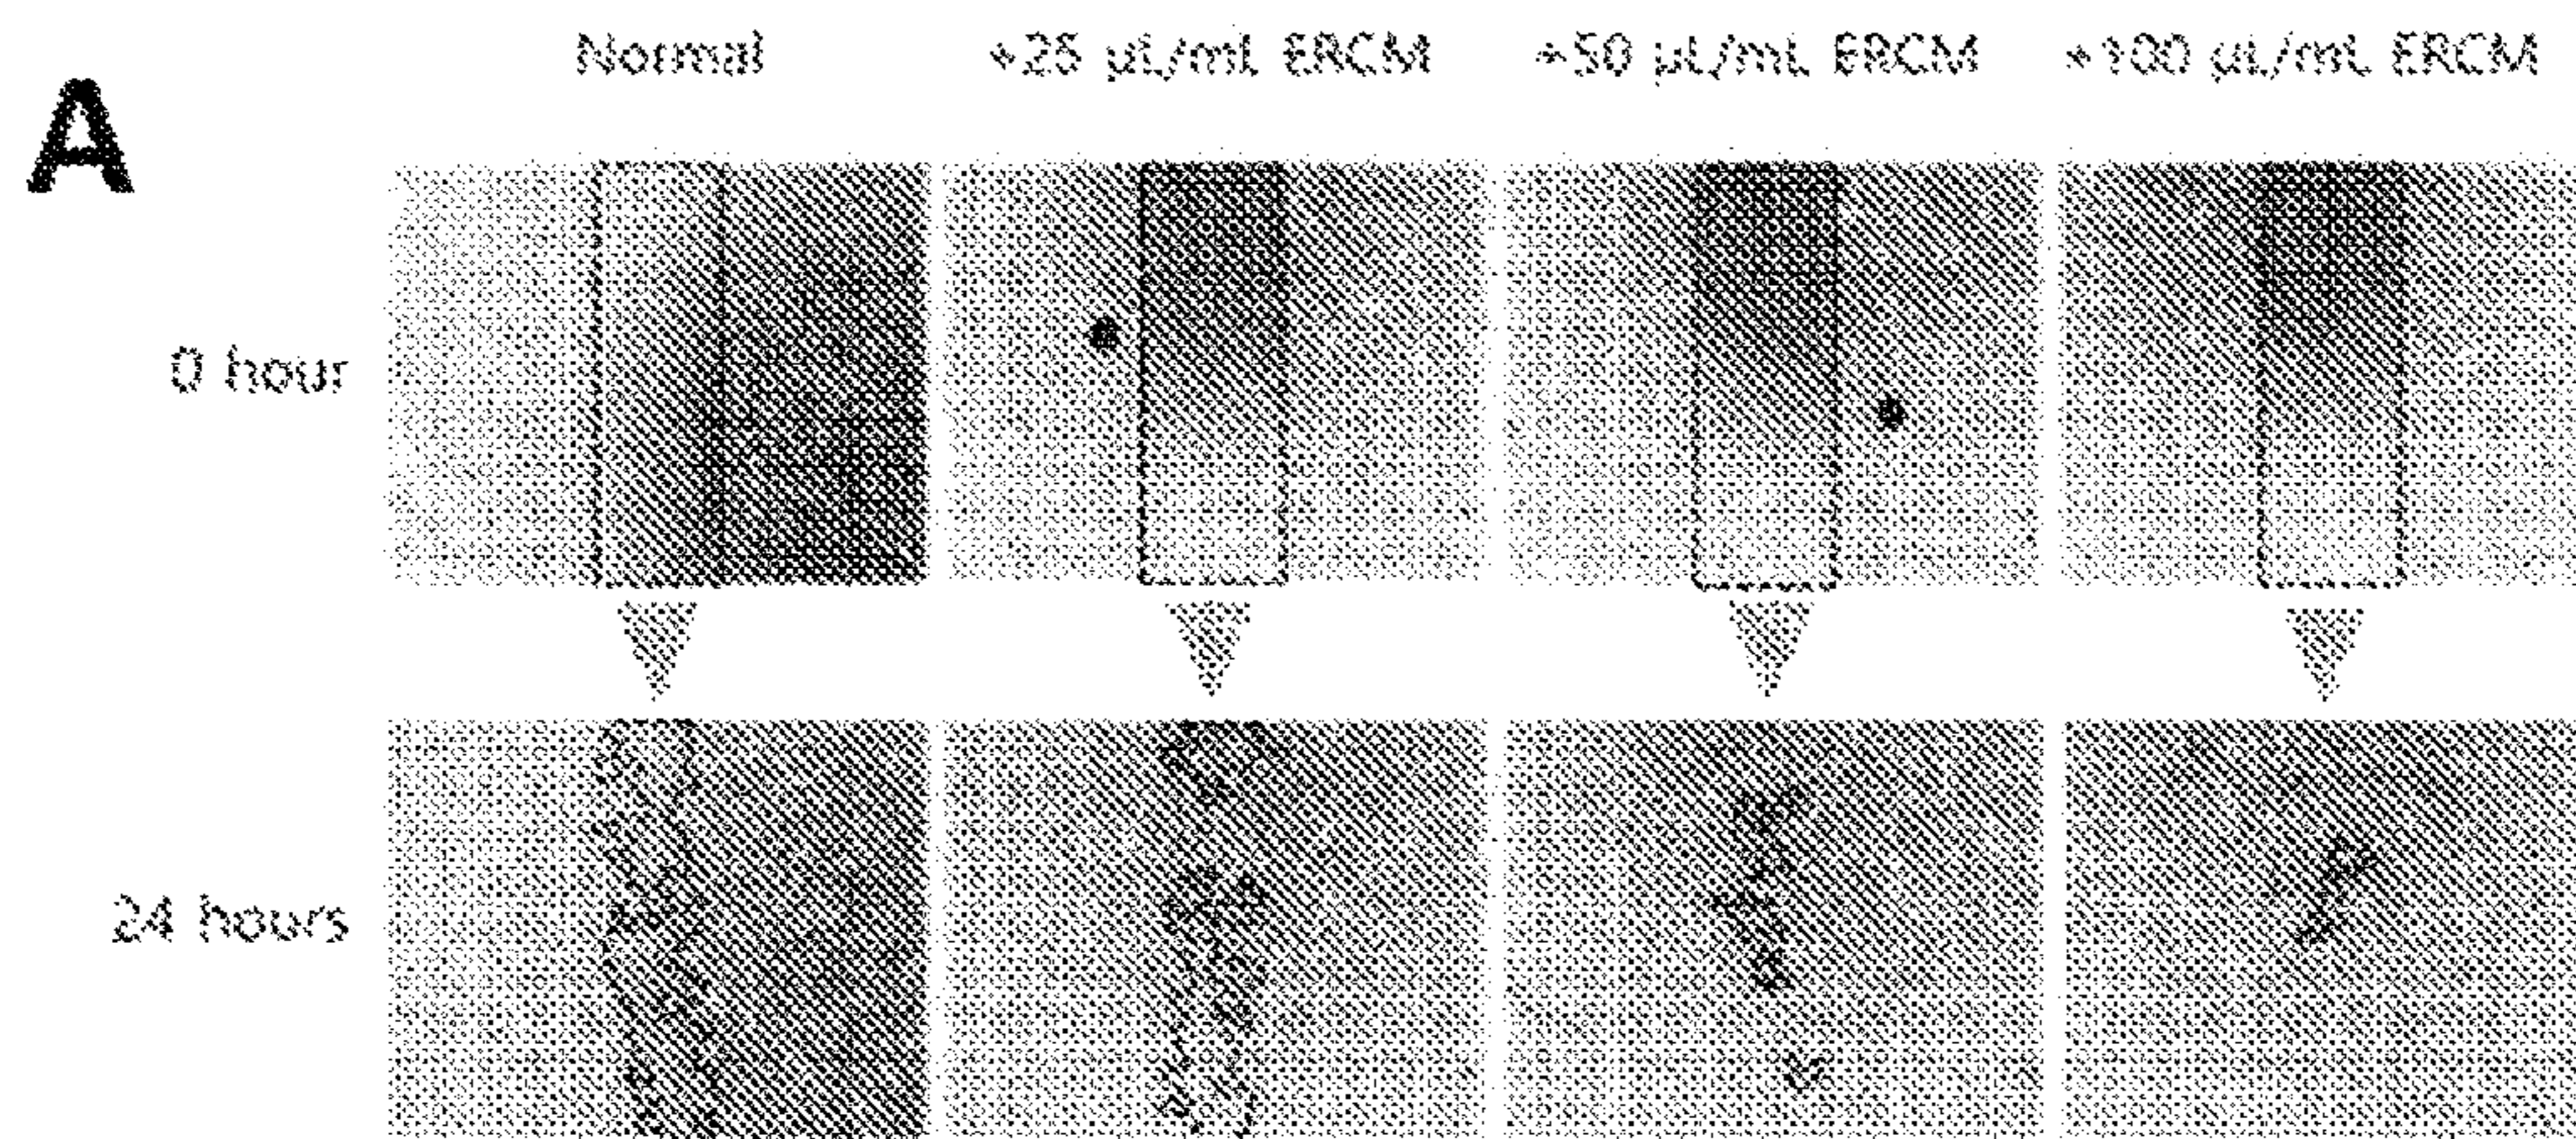 A
Normal +25 µL/mL ERCM +50 µL/mL ERCM +100 µL/mL ERCM
0 hour
24 hours